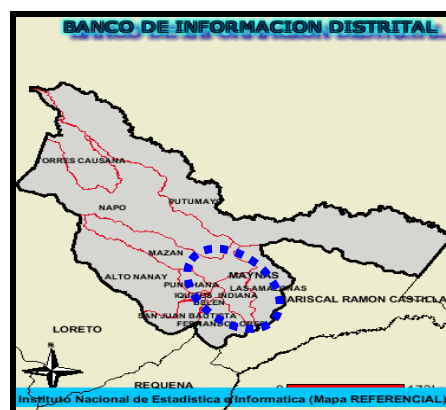 BANCO DE INFORMACION DISTRITAL
TORRES CAUSANA
PUTUMAYO
NAPO
MAZAN
MAYNAS
ALTO NANAY
PUNCHANA
LAS AMAZONAS
IQUITOS INDIANA
BELEN
MARISCAL RAMON CASTILLA
SAN JUAN BAUTISTA
FERNANDO LORES
LORETO
N
REQUENA
Instituto Nacional de Estadistica e Informatica (Mapa REFERENCIAL)